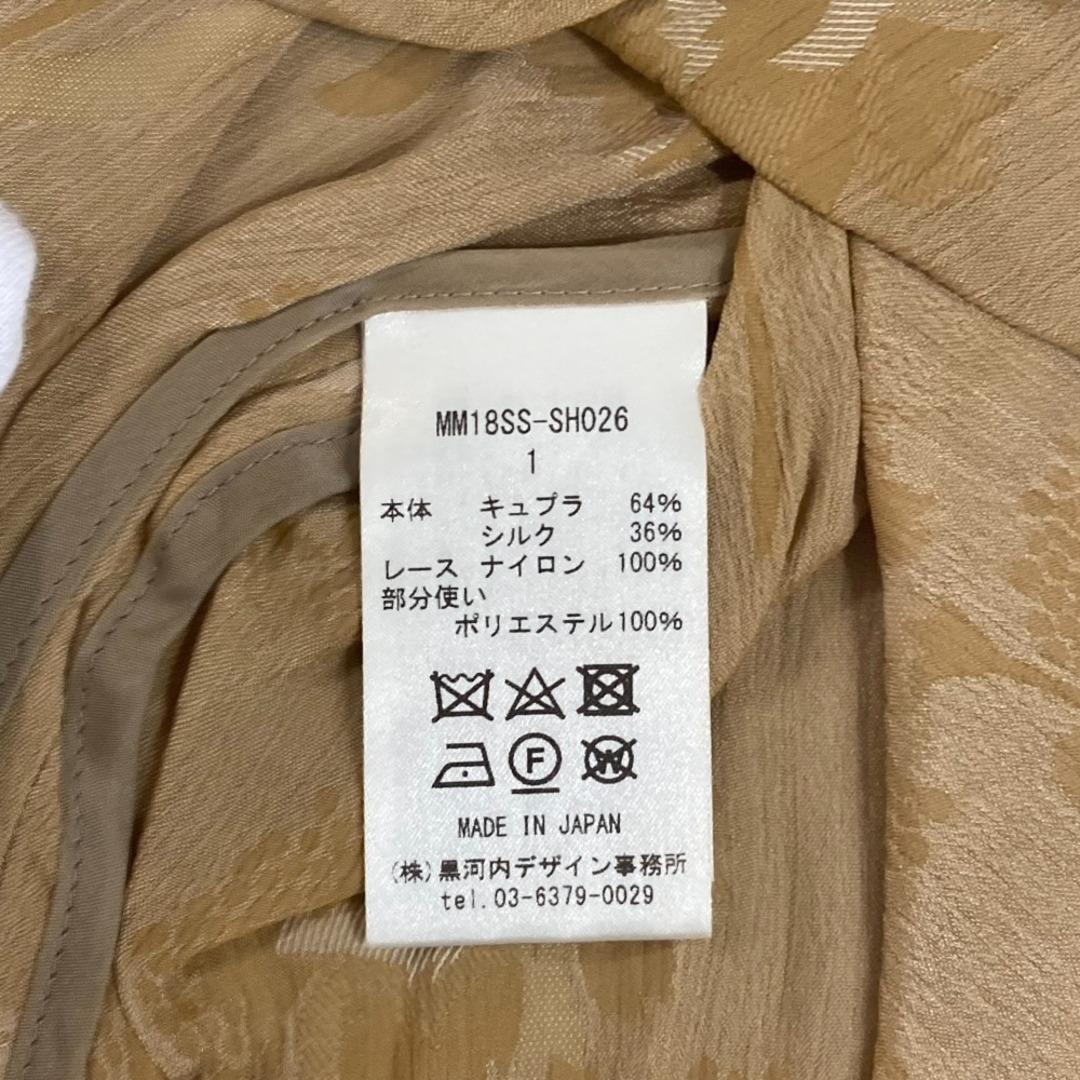 MM18SS-SH026
1
本体 キュプラ 64%
シルク 36%
レース ナイロン 100%
部分使い
ポリエステル100%
F W
MADE IN JAPAN
(株)黒河内デザイン事務所
tel.03-6379-0029